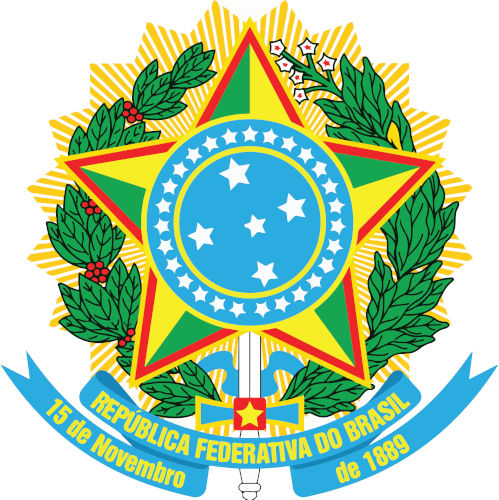 REPÚBLICA FEDERATIVA DO BRASIL
15 de Novembro de 1889